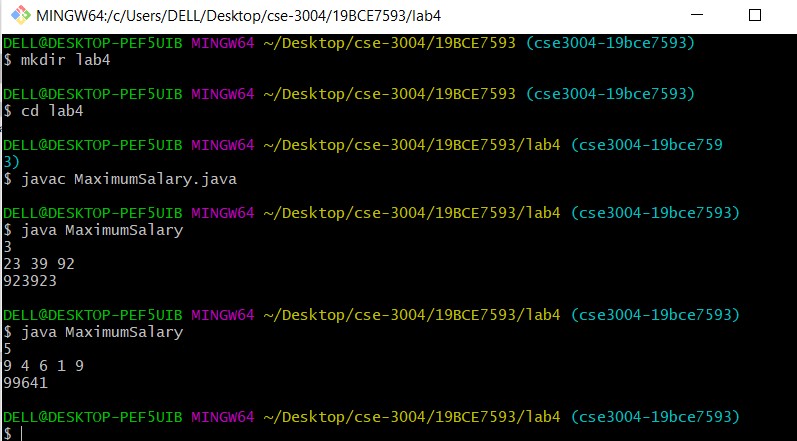 MINGW64:/c/Users/DELL/Desktop/cse-3004/19BCE7593/lab4
DELL@DESKTOP-PEF5UIB MINGW64 ~/Desktop/cse-3004/19BCE7593 (cse3004-19bce7593)
$ mkdir lab4
DELL@DESKTOP-PEF5UIB MINGW64 ~/Desktop/cse-3004/19BCE7593 (cse3004-19bce7593)
$ cd lab4
DELL@DESKTOP-PEF5UIB MINGW64 ~/Desktop/cse-3004/19BCE7593/lab4 (cse3004-19bce759
3)
$ javac MaximumSalary.java
DELL@DESKTOP-PEF5UIB MINGW64 ~/Desktop/cse-3004/19BCE7593/lab4 (cse3004-19bce7593)
$ java MaximumSalary
3
23 39 92
923923
DELL@DESKTOP-PEF5UIB MINGW64 ~/Desktop/cse-3004/19BCE7593/lab4 (cse3004-19bce7593)
$ java MaximumSalary
5
9 4 6 1 9
99641
DELL@DESKTOP-PEF5UIB MINGW64 ~/Desktop/cse-3004/19BCE7593/lab4 (cse3004-19bce7593)
$